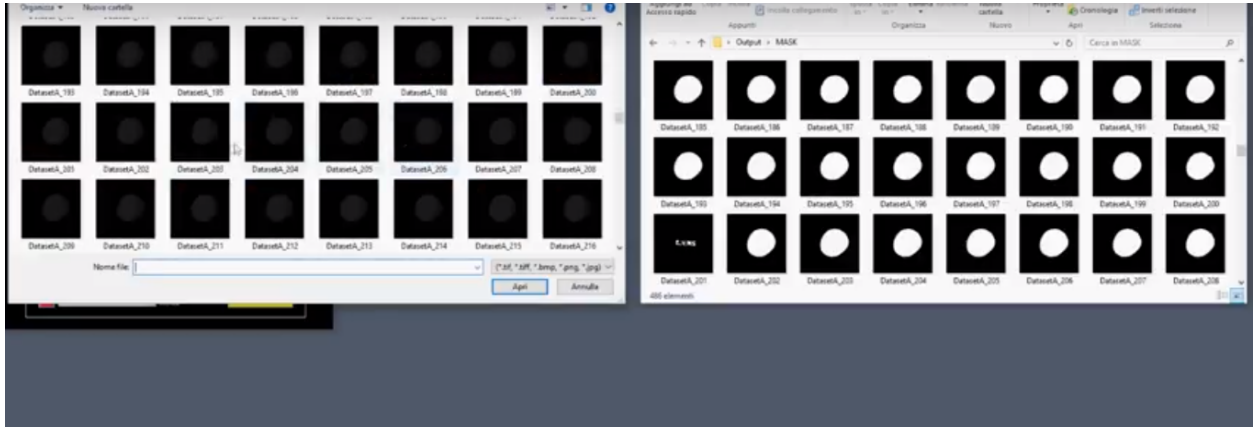 Organizza Nuova cartella
DatasetA_193 DatasetA_194 DatasetA_195 DatasetA_196 DatasetA_197 DatasetA_198 DatasetA_199 DatasetA_200
DatasetA_201 DatasetA_202 DatasetA_203 DatasetA_204 DatasetA_205 DatasetA_206 DatasetA_207 DatasetA_208
DatasetA_209 DatasetA_210 DatasetA_211 DatasetA_212 DatasetA_213 DatasetA_214 DatasetA_215 DatasetA_216
Nome file: (*.tif, *.tiff, *.bmp, *.png, *.jpg)
Apri Annulla
Accesso rapido incolla collegamento cartella Cronologia Inverti selezione
Appunti Organizza Nuovo Apri Seleziona
Output MASK Cerca in MASK
DatasetA_185 DatasetA_186 DatasetA_187 DatasetA_188 DatasetA_189 DatasetA_190 DatasetA_191 DatasetA_192
DatasetA_193 DatasetA_194 DatasetA_195 DatasetA_196 DatasetA_197 DatasetA_198 DatasetA_199 DatasetA_200
DatasetA_201 DatasetA_202 DatasetA_203 DatasetA_204 DatasetA_205 DatasetA_206 DatasetA_207 DatasetA_208
486 elementi